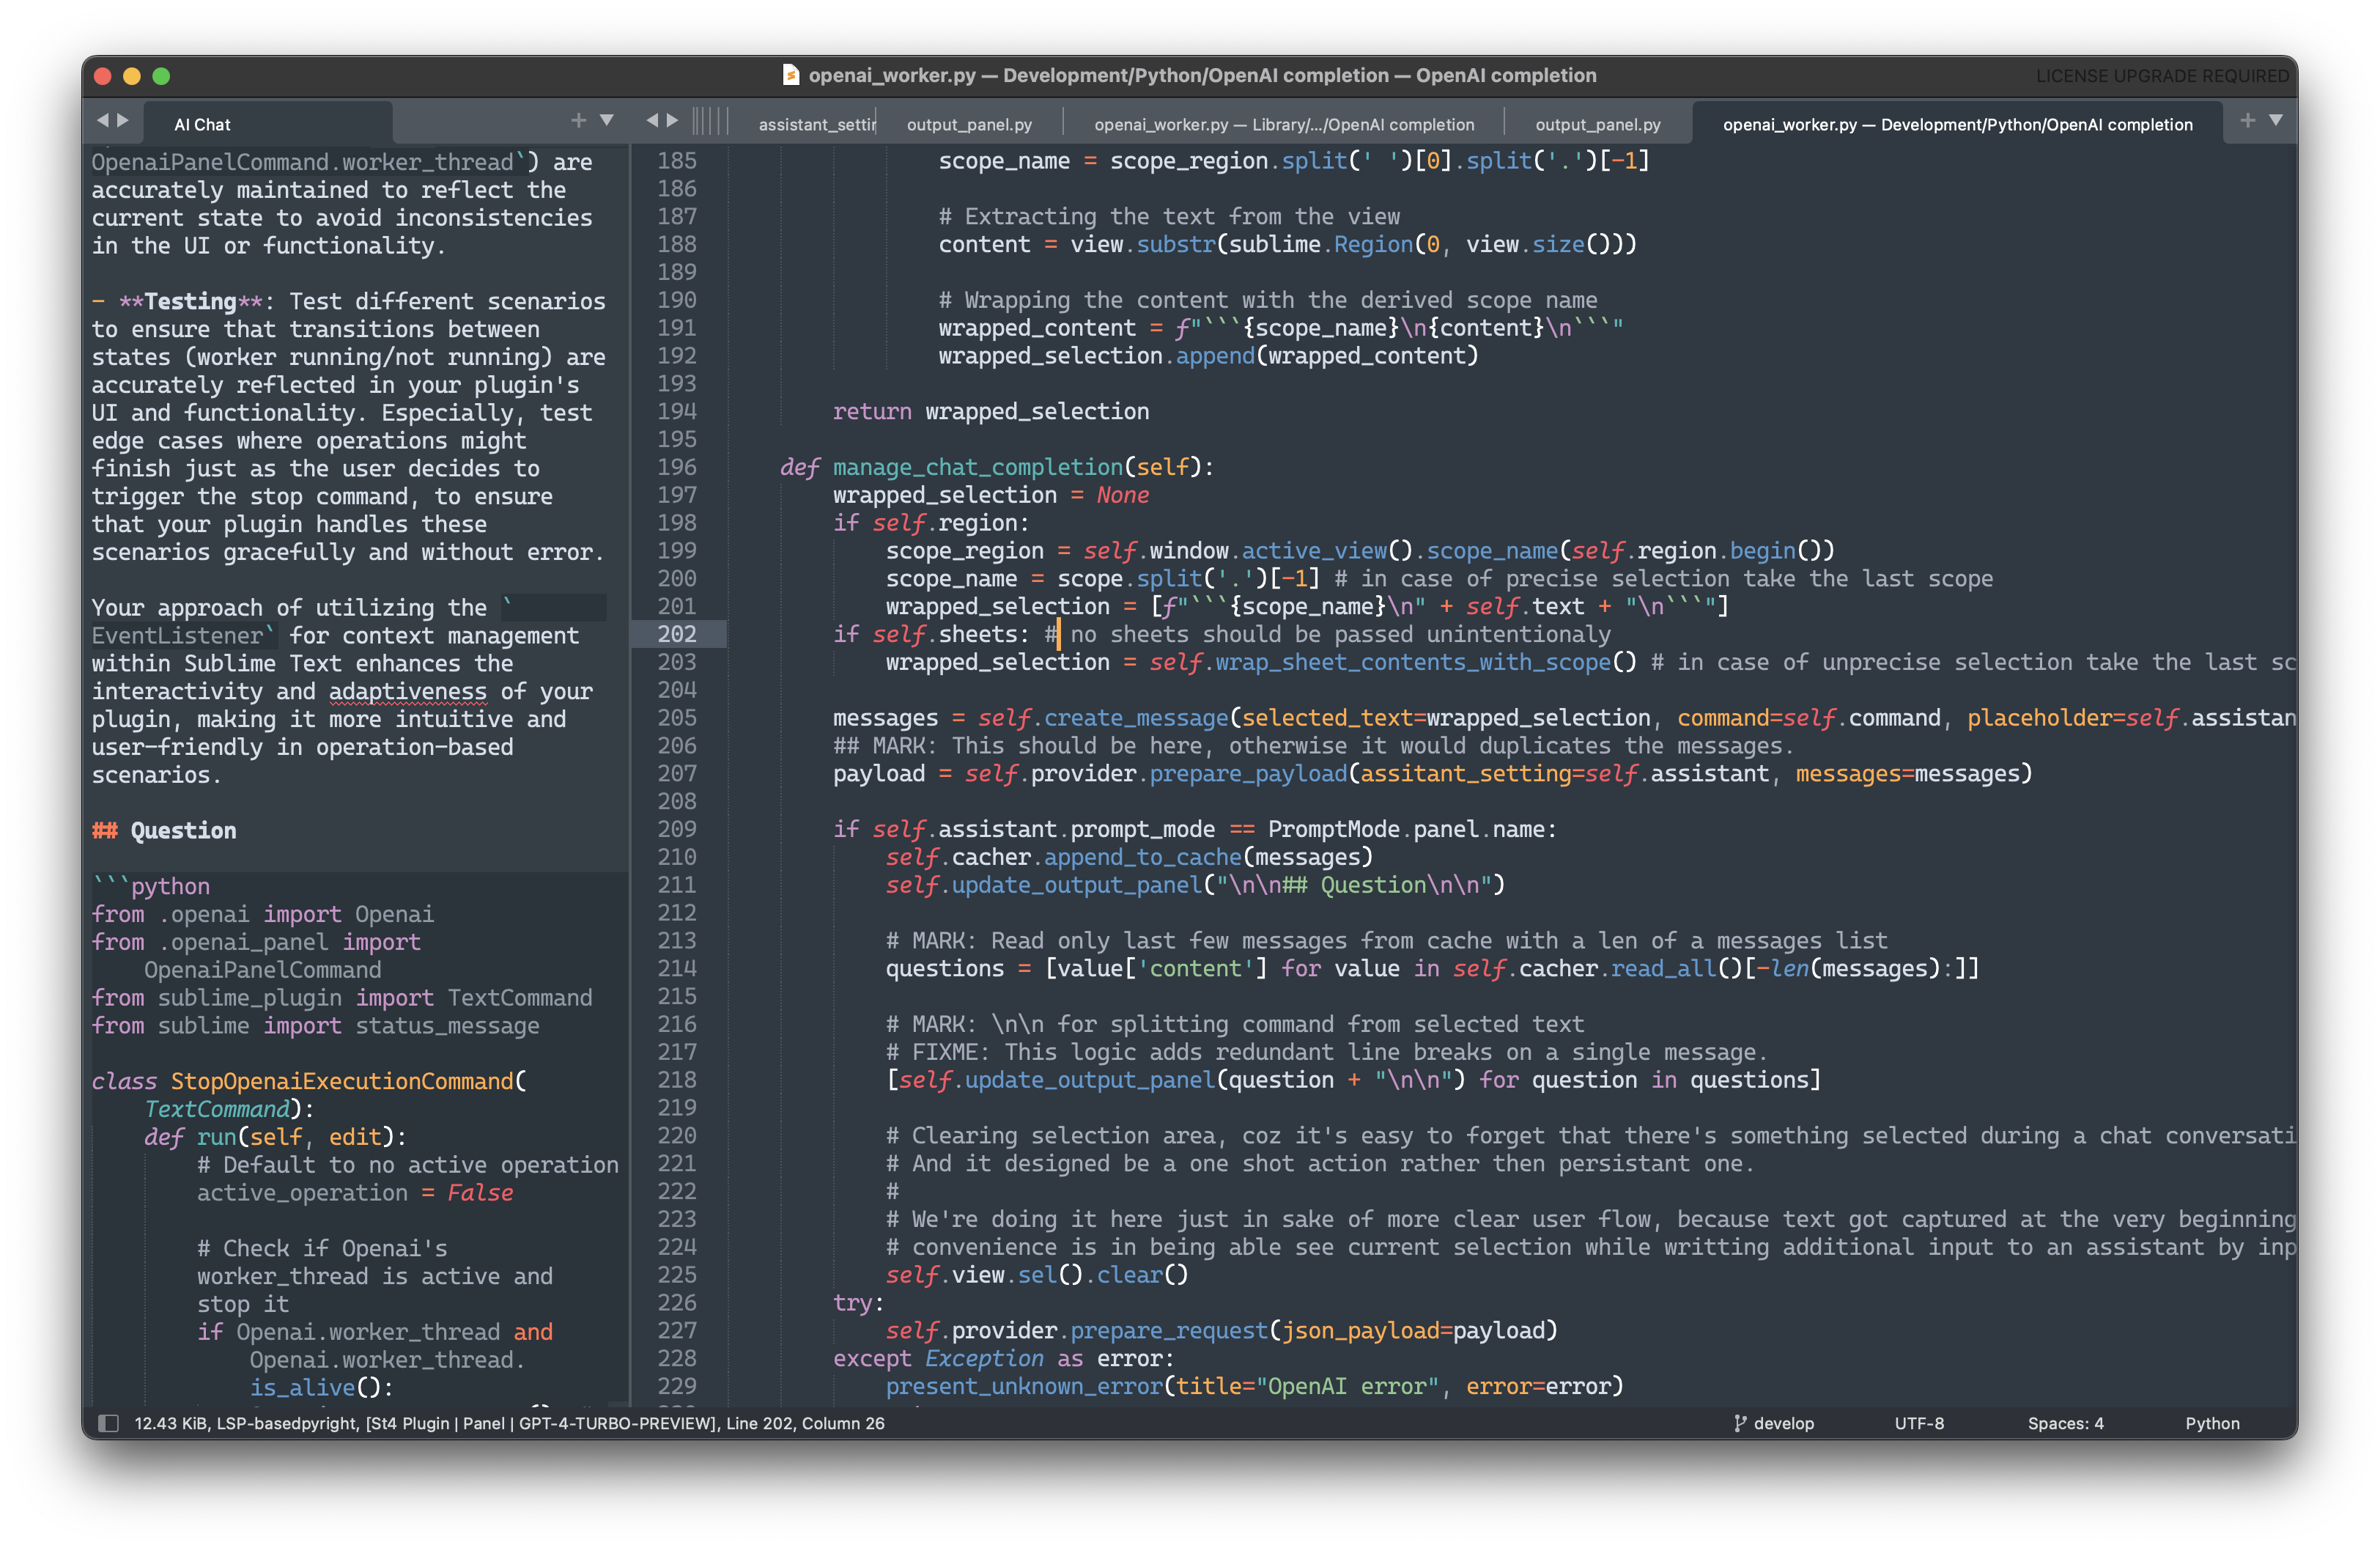 openai_worker.py — Development/Python/OpenAI completion — OpenAI completion
LICENSE UPGRADE REQUIRED
AI Chat
assistant_settin
output_panel.py
openai_worker.py — Library/.../OpenAI completion
output_panel.py
openai_worker.py — Development/Python/OpenAI completion
OpenaiPanelCommand.worker_thread`) are
accurately maintained to reflect the
current state to avoid inconsistencies
in the UI or functionality.
- **Testing**: Test different scenarios
to ensure that transitions between
states (worker running/not running) are
accurately reflected in your plugin's
UI and functionality. Especially, test
edge cases where operations might
finish just as the user decides to
trigger the stop command, to ensure
that your plugin handles these
scenarios gracefully and without error.
Your approach of utilizing the `
EventListener` for context management
within Sublime Text enhances the
interactivity and adaptiveness of your
plugin, making it more intuitive and
user-friendly in operation-based
scenarios.
## Question
```python
from .openai import Openai
from .openai_panel import
OpenaiPanelCommand
from sublime_plugin import TextCommand
from sublime import status_message
class StopOpenaiExecutionCommand(
TextCommand):
def run(self, edit):
# Default to no active operation
active_operation = False
# Check if Openai's
worker_thread is active and
stop it
if Openai.worker_thread and
Openai.worker_thread.
is_alive():
185 scope_name = scope_region.split(' ')[0].split('.')[-1]
186
187 # Extracting the text from the view
188 content = view.substr(sublime.Region(0, view.size()))
189
190 # Wrapping the content with the derived scope name
191 wrapped_content = f"```{scope_name}\n{content}\n```"
192 wrapped_selection.append(wrapped_content)
193
194 return wrapped_selection
195
196 def manage_chat_completion(self):
197 wrapped_selection = None
198 if self.region:
199 scope_region = self.window.active_view().scope_name(self.region.begin())
200 scope_name = scope.split('.')[-1] # in case of precise selection take the last scope
201 wrapped_selection = [f"```{scope_name}\n" + self.text + "\n```"]
202 if self.sheets: # no sheets should be passed unintentionaly
203 wrapped_selection = self.wrap_sheet_contents_with_scope() # in case of unprecise selection take the last sc
204
205 messages = self.create_message(selected_text=wrapped_selection, command=self.command, placeholder=self.assistan
206 ## MARK: This should be here, otherwise it would duplicates the messages.
207 payload = self.provider.prepare_payload(assitant_setting=self.assistant, messages=messages)
208
209 if self.assistant.prompt_mode == PromptMode.panel.name:
210 self.cacher.append_to_cache(messages)
211 self.update_output_panel("\n\n## Question\n\n")
212
213 # MARK: Read only last few messages from cache with a len of a messages list
214 questions = [value['content'] for value in self.cacher.read_all()[-len(messages):]]
215
216 # MARK: \n\n for splitting command from selected text
217 # FIXME: This logic adds redundant line breaks on a single message.
218 [self.update_output_panel(question + "\n\n") for question in questions]
219
220 # Clearing selection area, coz it's easy to forget that there's something selected during a chat conversati
221 # And it designed be a one shot action rather then persistant one.
222 #
223 # We're doing it here just in sake of more clear user flow, because text got captured at the very beginning
224 # convenience is in being able see current selection while writting additional input to an assistant by inp
225 self.view.sel().clear()
226 try:
227 self.provider.prepare_request(json_payload=payload)
228 except Exception as error:
229 present_unknown_error(title="OpenAI error", error=error)
12.43 KiB, LSP-basedpyright, [St4 Plugin | Panel | GPT-4-TURBO-PREVIEW], Line 202, Column 26
develop
UTF-8
Spaces: 4
Python